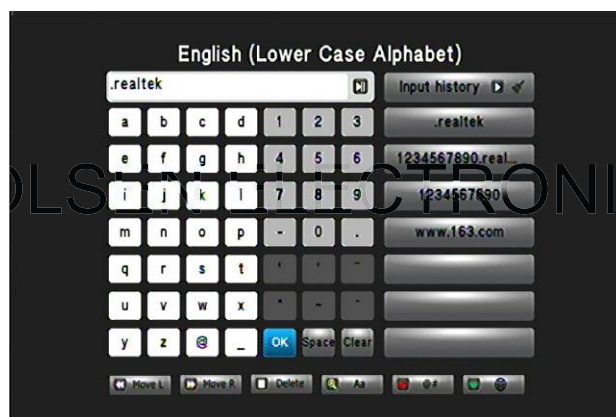 English (Lower Case Alphabet)
.realtek
Input history
a b c d 1 2 3
.realtek
e f g h 4 5 6
1234567890.real...
OLSEN ELECTRONI
i j k l 7 8 9
1234567890
m n o p - 0 .
www.163.com
q r s t
u v w x ^ ~
y z @ _ OK Space Clear
Move L Move R Delete Aa @#